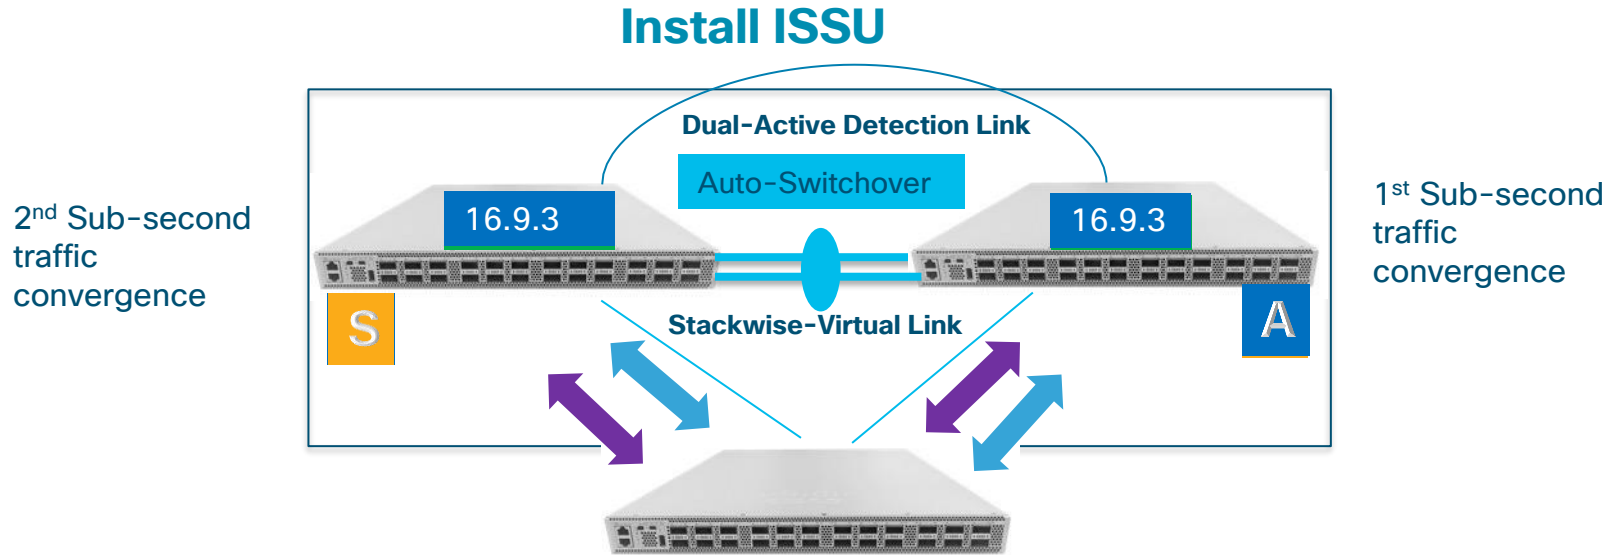 Install ISSU
Dual-Active Detection Link
Auto-Switchover
2nd Sub-second
traffic
convergence
16.9.3
16.9.3
1st Sub-second
traffic
convergence
Stackwise-Virtual Link
S
A